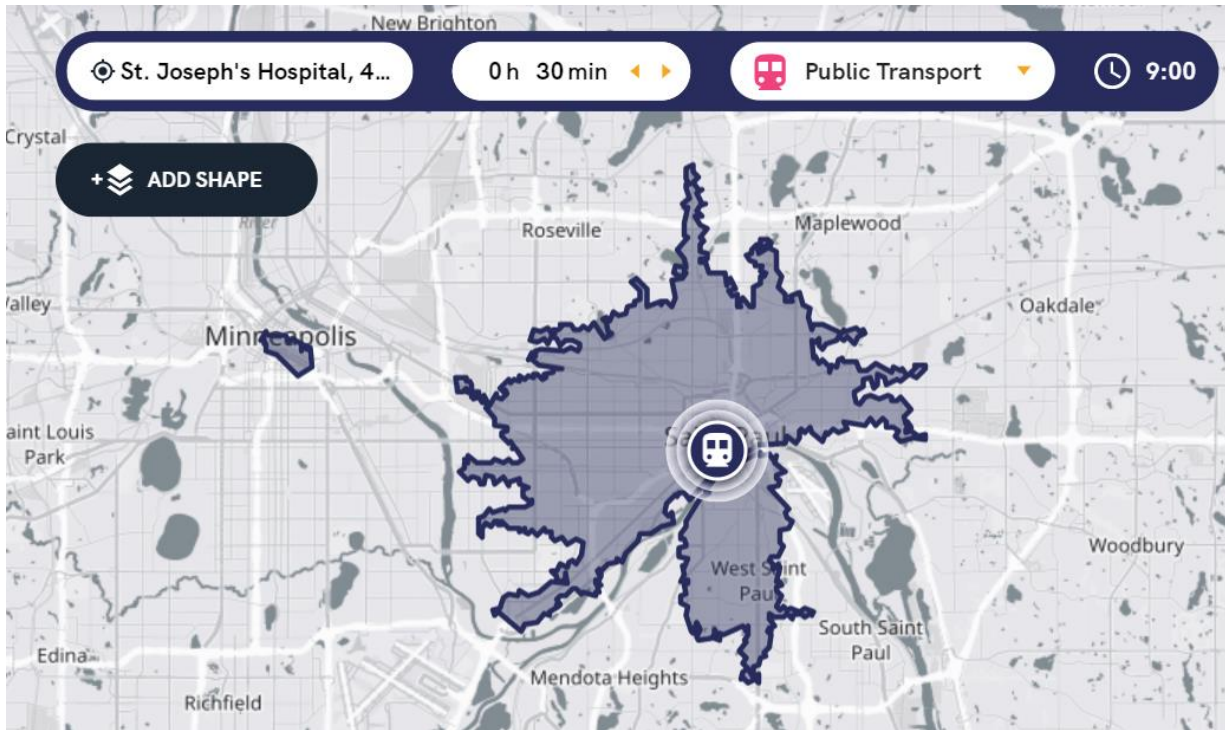 New Brighton
St. Joseph's Hospital, 4...
0 h 30 min
Public Transport
9:00
Crystal
+ ADD SHAPE
River
Roseville
Maplewood
Valley
Oakdale
Minneapolis
aint Louis
Park
Woodbury
West Saint
Paul
South Saint
Paul
Edina
Mendota Heights
Richfield